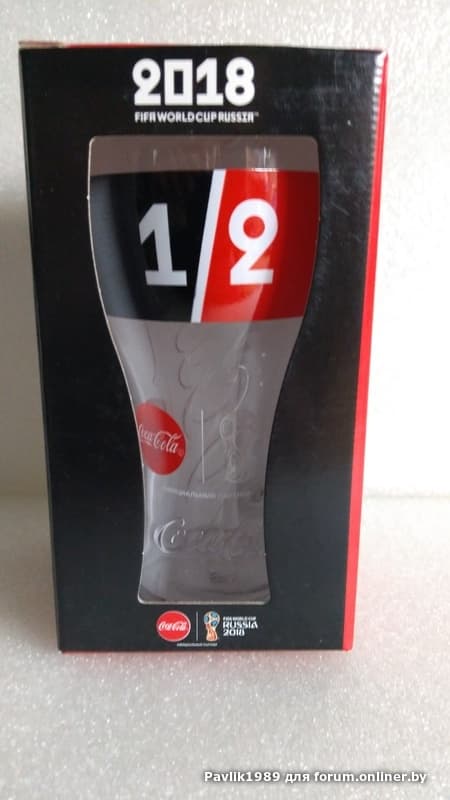 2018
FIFA WORLD CUP RUSSIA™
1/2
Coca-Cola
Coca-Cola
Coca-Cola
FIFA WORLD CUP
RUSSIA
2018
Pavlik1989 для forum.onliner.by